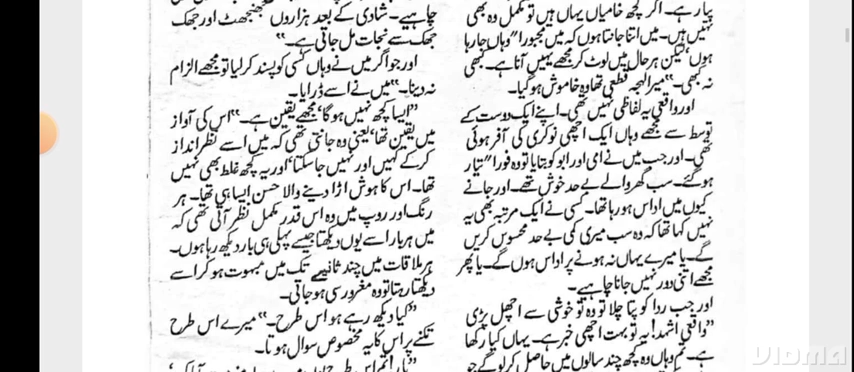 پیار ہے۔ اگر کچھ خامیاں یہاں ہیں تو مکمل وہ بھی
نہیں ہیں۔ میں اتنا جانتا ہوں کہ میں مجبورا" وہاں جا رہا
ہوں، لیکن ہر حال میں لوٹ کر مجھے یہیں آنا ہے۔ کبھی
نہ کبھی۔" میرا لہجہ قطعی تھا وہ خاموش ہو گیا۔
اور واقعی یہ لفاظی نہیں تھی۔ اپنے ایک دوست کے
توسط سے مجھے وہاں ایک اچھی نوکری کی آفر ہوئی
تھی۔ اور جب میں نے امی اور ابو کو بتایا تو وہ فورا" تیار
ہو گئے۔ سب گھر والے بے حد خوش تھے۔ اور جانے
کیوں میں اداس ہو رہا تھا۔ کسی نے ایک مرتبہ بھی یہ
نہیں کہا تھا کہ وہ سب میری کمی بے حد محسوس کریں
گے۔ یا میرے یہاں نہ ہونے پر اداس ہوں گے۔ یا پھر
مجھے اتنی دور نہیں جانا چاہیے۔
اور جب ردا کو پتا چلا تو وہ تو خوشی سے اچھل پڑی
"واقعی اشہد! یہ تو بہت اچھی خبر ہے۔ یہاں کیا رکھا
ہے۔ تم وہاں وہ کچھ چند سالوں میں حاصل کر لو گے جو
چاہیے۔ شادی کے بعد ہزاروں جھنجھٹ اور جھک
جھک سے نجات مل جاتی ہے۔"
اور جو اگر میں نے وہاں کسی کو پسند کر لیا تو مجھے الزام
نہ دینا۔" میں نے اسے ڈرایا۔
"ایسا کچھ نہیں ہو گا، مجھے یقین ہے۔" اس کی آواز
میں یقین تھا، یعنی وہ جانتی تھی کہ میں اسے نظر انداز
کر کے کہیں اور نہیں جا سکتا، اور یہ کچھ غلط بھی نہیں
تھا۔ اس کا ہوش اڑا دینے والا حسن ایسا ہی تھا۔ ہر
رنگ اور روپ میں وہ اس قدر مکمل نظر آتی تھی کہ
میں ہر بار اسے یوں دیکھتا جیسے پہلی ہی بار دیکھ رہا ہوں۔
ہر ملاقات میں چند ثانیے تک میں مبہوت ہو کر اسے
دیکھتا رہتا تو وہ مغرور سی ہو جاتی۔
"کیا دیکھ رہے ہو اس طرح۔" میرے اس طرح
تکنے پر اس کا یہ مخصوص سوال ہوتا۔
Vidma